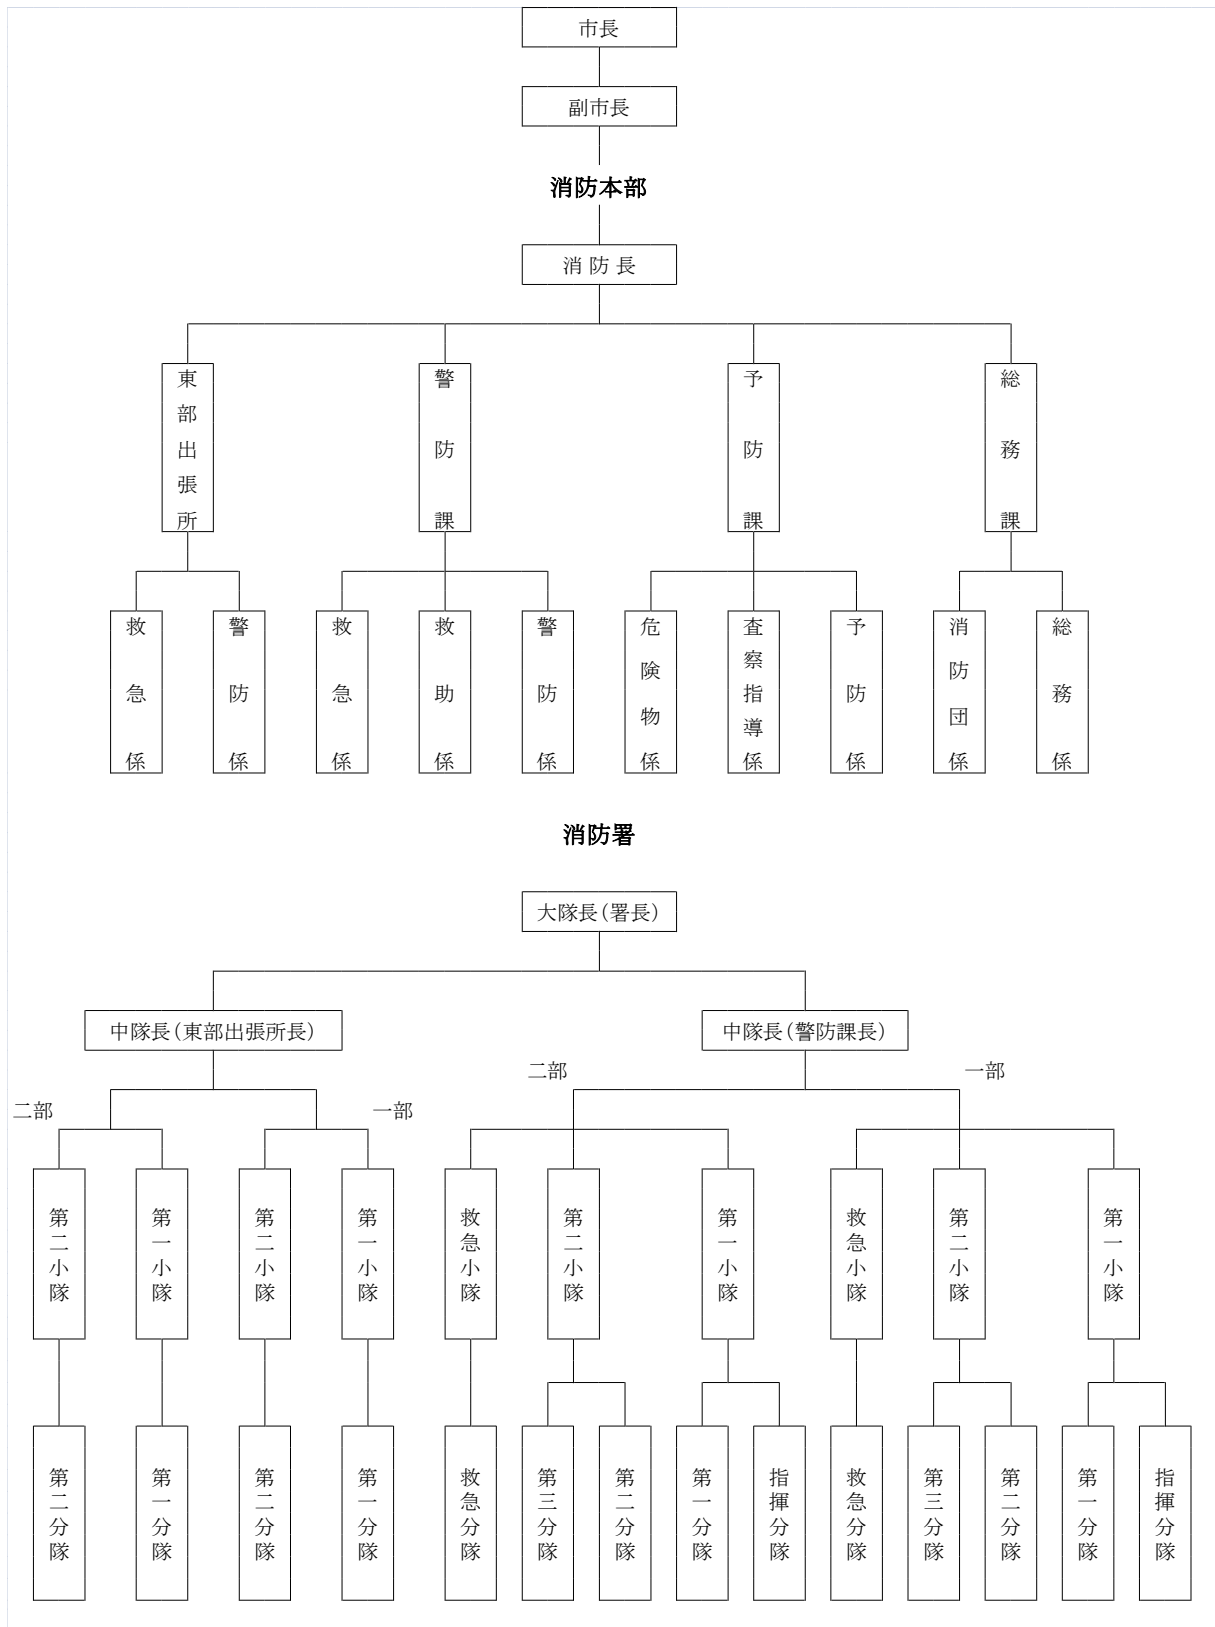 市長
副市長
消防本部
消 防 長
東部出張所
警防課
予防課
総務課
救急係
警防係
救急係
救助係
警防係
危険物係
査察指導係
予防係
消防団係
総務係
消防署
大隊長(署長)
中隊長(東部出張所長)
中隊長(警防課長)
二部
一部
二部
一部
第二小隊
第一小隊
第二小隊
第一小隊
救急小隊
第二小隊
第一小隊
救急小隊
第二小隊
第一小隊
第二分隊
第一分隊
第二分隊
第一分隊
救急分隊
第三分隊
第二分隊
第一分隊
指揮分隊
救急分隊
第三分隊
第二分隊
第一分隊
指揮分隊